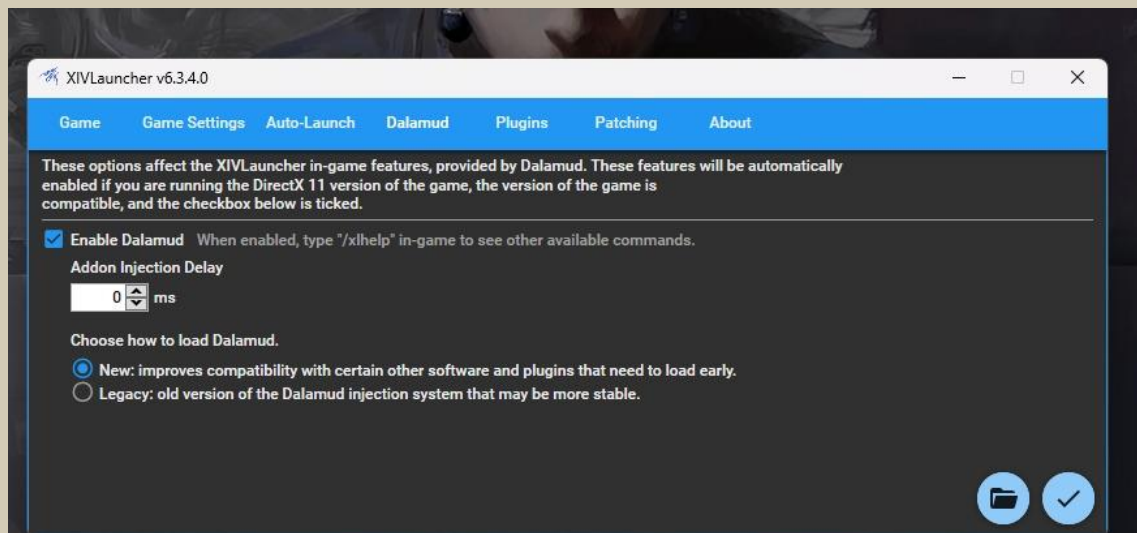 XIVLauncher v6.3.4.0
Game Game Settings Auto-Launch Dalamud Plugins Patching About
These options affect the XIVLauncher in-game features, provided by Dalamud. These features will be automatically
enabled if you are running the DirectX 11 version of the game, the version of the game is
compatible, and the checkbox below is ticked.
Enable Dalamud When enabled, type "/xlhelp" in-game to see other available commands.
Addon Injection Delay
0 ms
Choose how to load Dalamud.
New: improves compatibility with certain other software and plugins that need to load early.
Legacy: old version of the Dalamud injection system that may be more stable.